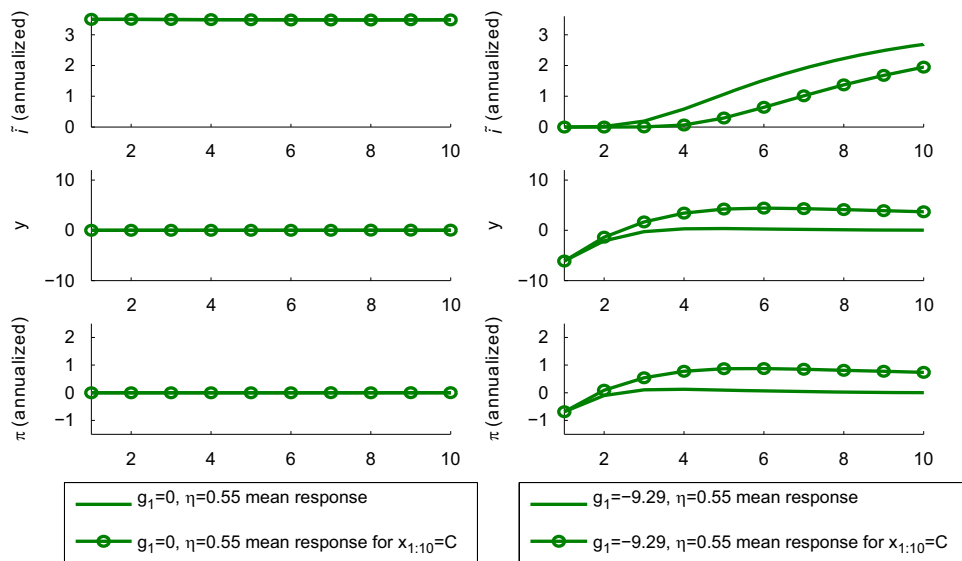 ĩ (annualized)
3
2
1
0
2 4 6 8 10
ĩ (annualized)
3
2
1
0
2 4 6 8 10
y
10
0
−10
2 4 6 8 10
y
10
0
−10
2 4 6 8 10
π (annualized)
2
1
0
−1
2 4 6 8 10
π (annualized)
2
1
0
−1
2 4 6 8 10
g₁=0, η=0.55 mean response
g₁=0, η=0.55 mean response for x₁:₁₀=C
g₁=−9.29, η=0.55 mean response
g₁=−9.29, η=0.55 mean response for x₁:₁₀=C